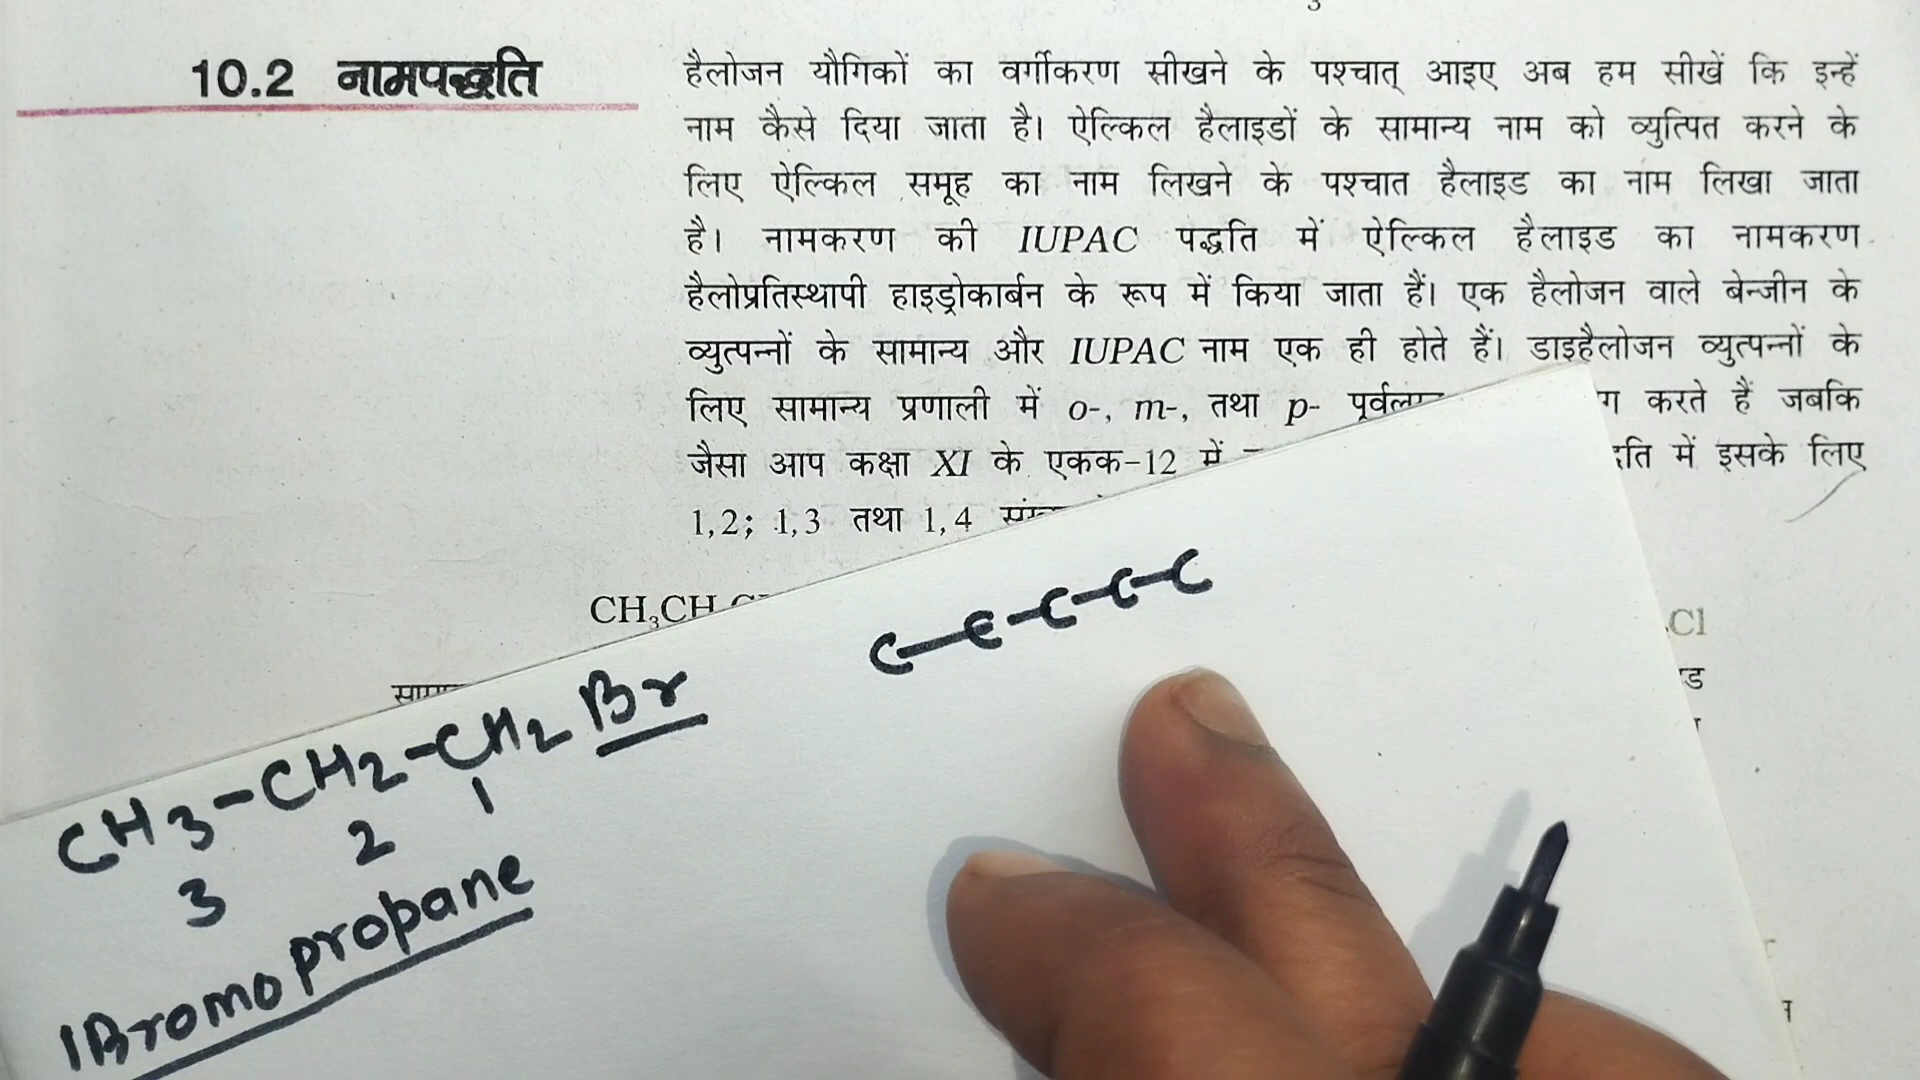 10.2 नामपद्धति
हैलोजन यौगिकों का वर्गीकरण सीखने के पश्चात् आइए अब हम सीखें कि इन्हें
नाम कैसे दिया जाता है। ऐल्किल हैलाइडों के सामान्य नाम को व्युत्पित करने के
लिए ऐल्किल समूह का नाम लिखने के पश्चात हैलाइड का नाम लिखा जाता
है। नामकरण की IUPAC पद्धति में ऐल्किल हैलाइड का नामकरण
हैलोप्रतिस्थापी हाइड्रोकार्बन के रूप में किया जाता हैं। एक हैलोजन वाले बेन्जीन के
व्युत्पन्नों के सामान्य और IUPAC नाम एक ही होते हैं। डाइहैलोजन व्युत्पन्नों के
लिए सामान्य प्रणाली में o-, m-, तथा p- करते हैं जबकि
जैसा आप कक्षा XI के एकक-12 में में इसके लिए
1,2; 1,3 तथा 1,4
CH₃CH Cl
C-C-C-C-C
CH3-CH2-CH2Br
3 2 1
1Bromopropane